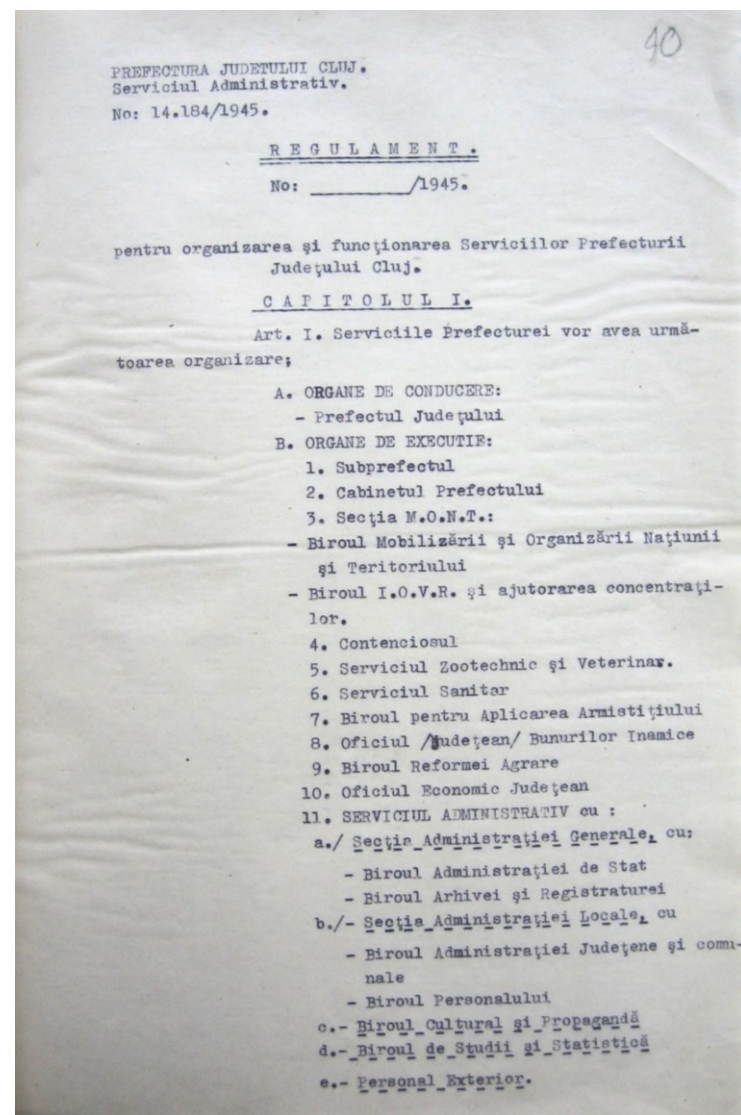 40
PREFECTURA JUDETULUI CLUJ.
Serviciul Administrativ.
No: 14.184/1945.
R E G U L A M E N T .
No: _________/1945.
pentru organizarea şi funcţionarea Serviciilor Prefecturii
Judeţului Cluj.
C A P I T O L U L I.
Art. I. Serviciile Prefecturei vor avea urmă-
toarea organizare;
A. ORGANE DE CONDUCERE:
- Prefectul Judeţului
B. ORGANE DE EXECUTIE:
1. Subprefectul
2. Cabinetul Prefectului
3. Secţia M.O.N.T.:
- Biroul Mobilizării şi Organizării Naţiunii
şi Teritoriului
- Biroul I.O.V.R. şi ajutorarea concentraţi-
lor.
4. Contenciosul
5. Serviciul Zootechnic şi Veterinar.
6. Serviciul Sanitar
7. Biroul pentru Aplicarea Armistiţiului
8. Oficiul /Judeţean/ Bunurilor Inamice
9. Biroul Reformei Agrare
10. Oficiul Economic Judeţean
11. SERVICIUL ADMINISTRATIV cu :
a./ Secţia Administraţiei Generale, cu:
- Biroul Administraţiei de Stat
- Biroul Arhivei şi Registraturei
b./- Secţia Administraţiei Locale, cu
- Biroul Administraţiei Judeţene şi comu-
nale
- Biroul Personalului
c.- Biroul Cultural şi Propagandă
d.- Biroul de Studii şi Statistică
e.- Personal Exterior.